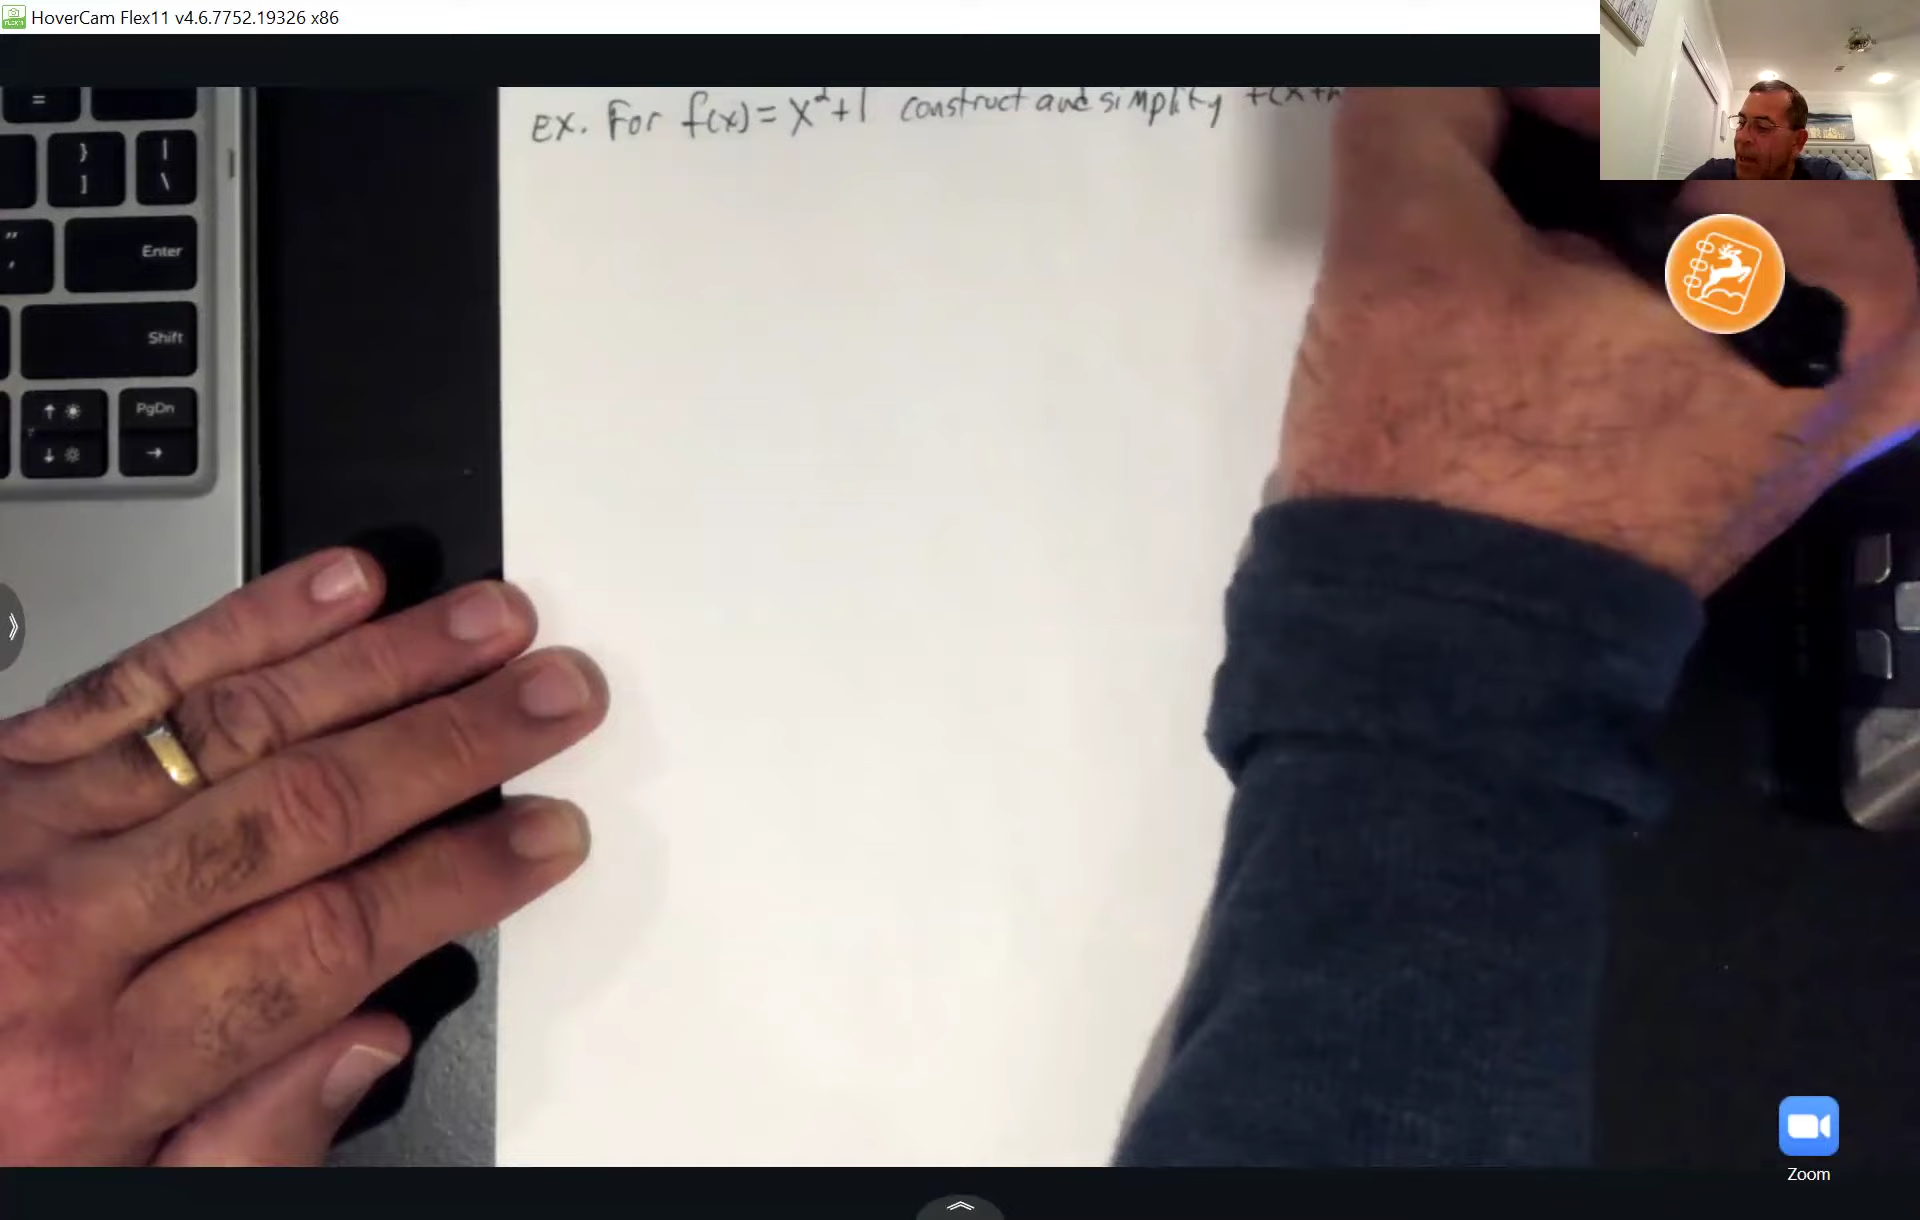 HoverCam Flex11 v4.6.7752.19326 x86
Ex. For f(x) = x²+1 construct and simplify f(x+h
=
} |
] \
"
, Enter
Shift
↑ PgDn
↓ →
Zoom